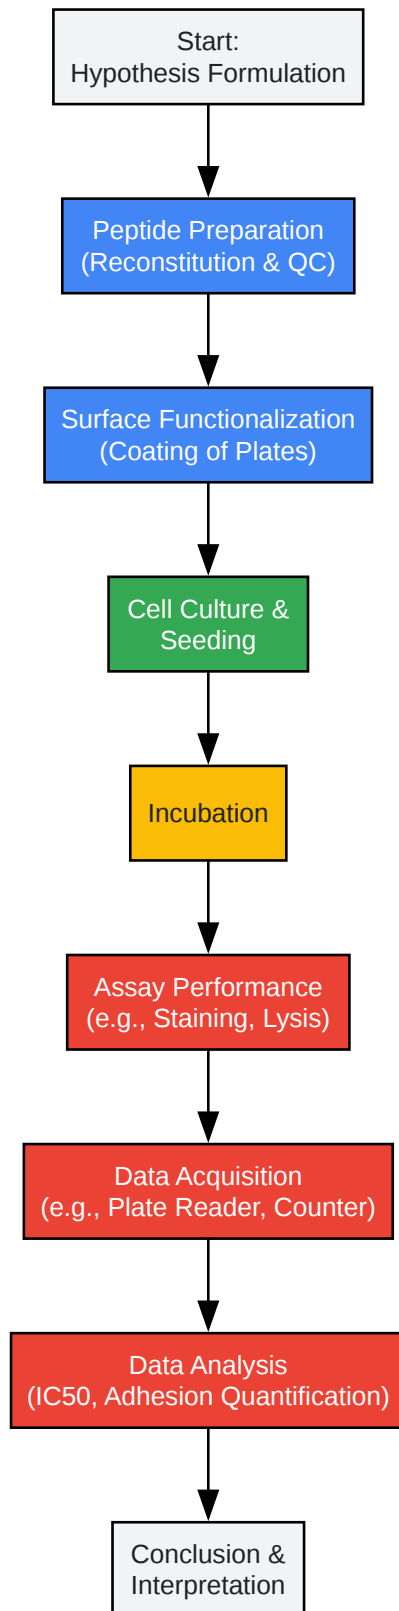 Start:
Hypothesis Formulation
Peptide Preparation
(Reconstitution & QC)
Surface Functionalization
(Coating of Plates)
Cell Culture &
Seeding
Incubation
Assay Performance
(e.g., Staining, Lysis)
Data Acquisition
(e.g., Plate Reader, Counter)
Data Analysis
(IC50, Adhesion Quantification)
Conclusion &
Interpretation